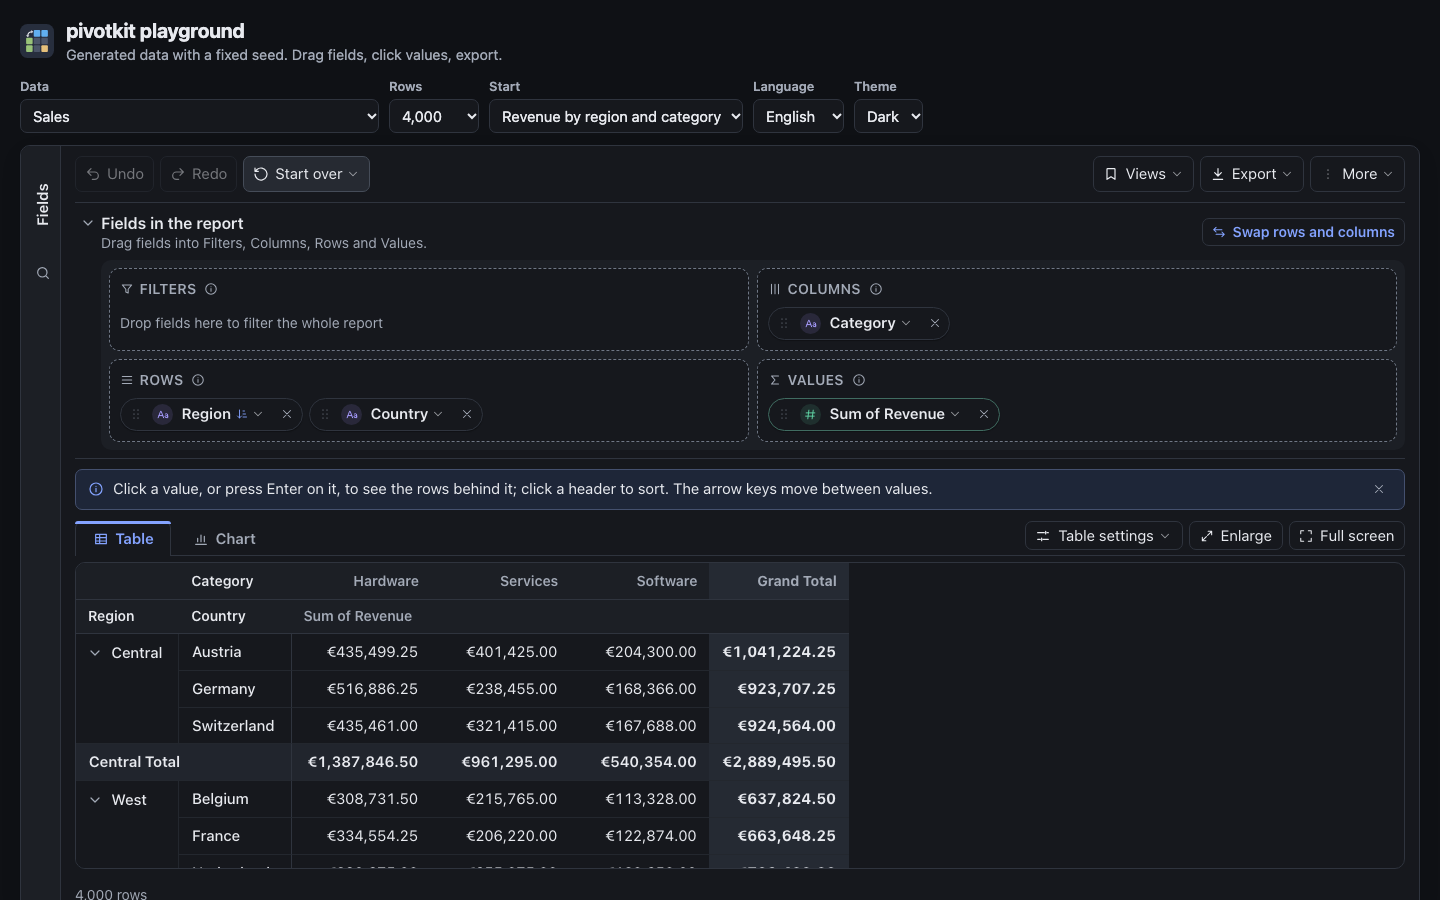 pivotkit playground
Generated data with a fixed seed. Drag fields, click values, export.
Data Rows Start Language Theme
Sales 4,000 Revenue by region and category English Dark
Fields
Undo Redo Start over Views Export More
Fields in the report
Drag fields into Filters, Columns, Rows and Values.
Swap rows and columns
FILTERS
Drop fields here to filter the whole report
COLUMNS
Aa Category
ROWS
Aa Region Aa Country
VALUES
# Sum of Revenue
Click a value, or press Enter on it, to see the rows behind it; click a header to sort. The arrow keys move between values.
Table Chart Table settings Enlarge Full screen
Category Hardware Services Software Grand Total
Region Country Sum of Revenue
Central Austria €435,499.25 €401,425.00 €204,300.00 €1,041,224.25
Germany €516,886.25 €238,455.00 €168,366.00 €923,707.25
Switzerland €435,461.00 €321,415.00 €167,688.00 €924,564.00
Central Total €1,387,846.50 €961,295.00 €540,354.00 €2,889,495.50
West Belgium €308,731.50 €215,765.00 €113,328.00 €637,824.50
France €334,554.25 €206,220.00 €122,874.00 €663,648.25
4,000 rows